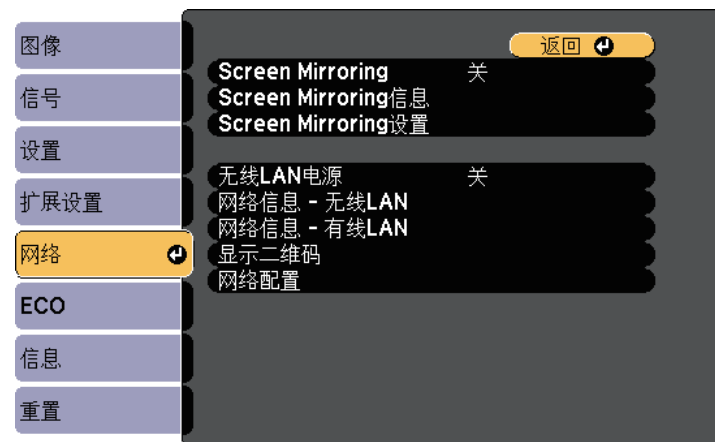 图像
信号
设置
扩展设置
网络
ECO
信息
重置
返回
Screen Mirroring 关
Screen Mirroring信息
Screen Mirroring设置
无线LAN电源 关
网络信息 - 无线LAN
网络信息 - 有线LAN
显示二维码
网络配置